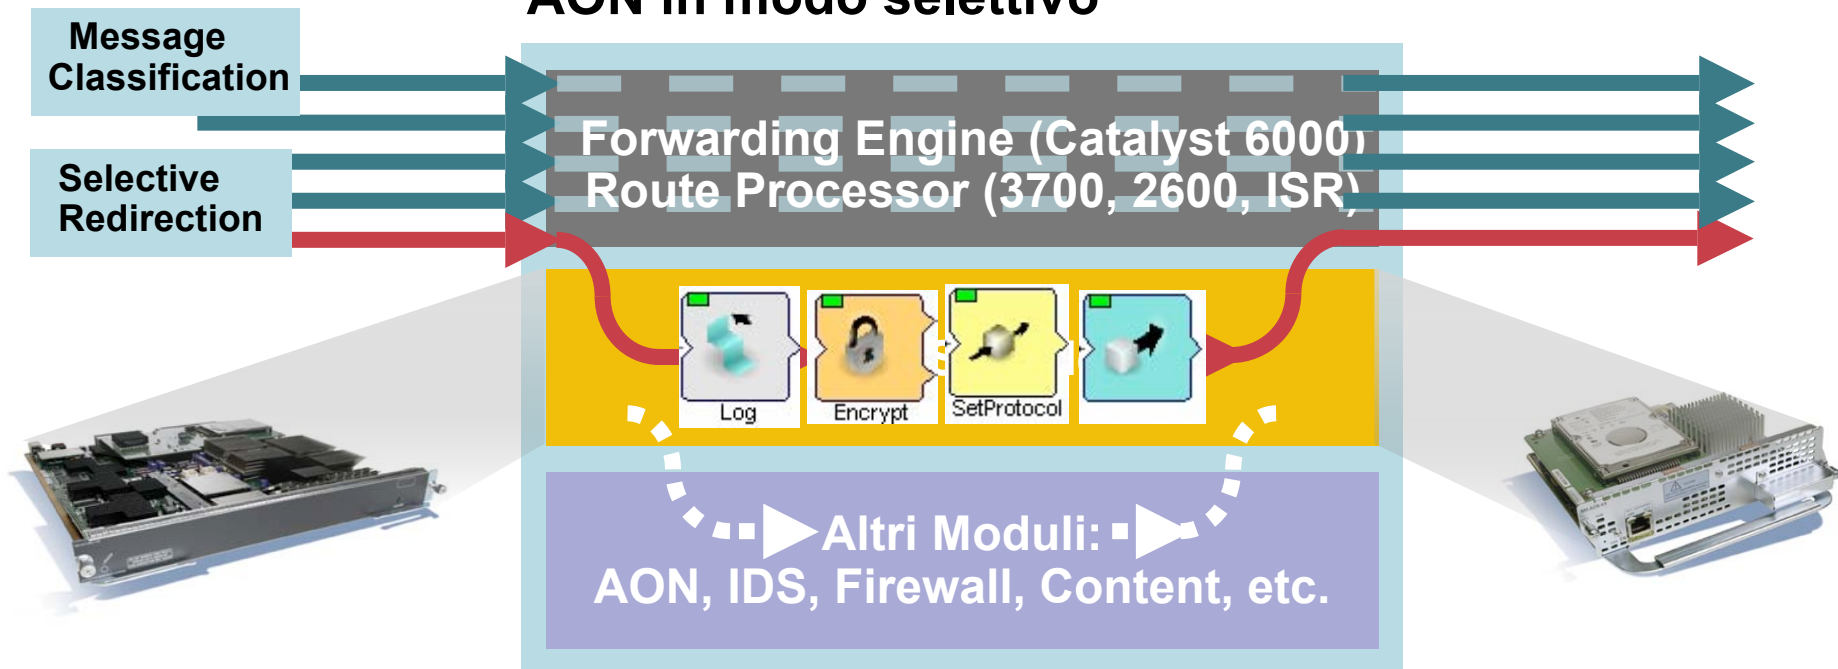 AON in modo selettivo
Message
Classification
Selective
Redirection
Forwarding Engine (Catalyst 6000)
Route Processor (3700, 2600, ISR)
Log
Encrypt
SetProtocol
Altri Moduli:
AON, IDS, Firewall, Content, etc.